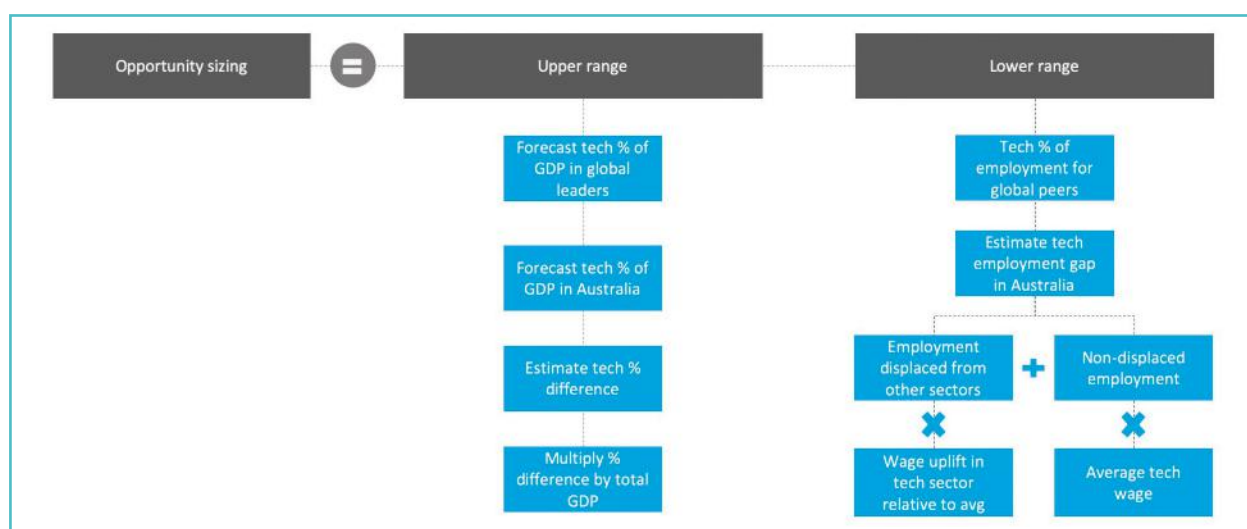 Opportunity sizing
=
Upper range
Lower range
Forecast tech % of
GDP in global
leaders
Forecast tech % of
GDP in Australia
Estimate tech %
difference
Multiply %
difference by total
GDP
Tech % of
employment for
global peers
Estimate tech
employment gap
in Australia
Employment
displaced from
other sectors
+
Non-displaced
employment
×
×
Wage uplift in
tech sector
relative to avg
Average tech
wage